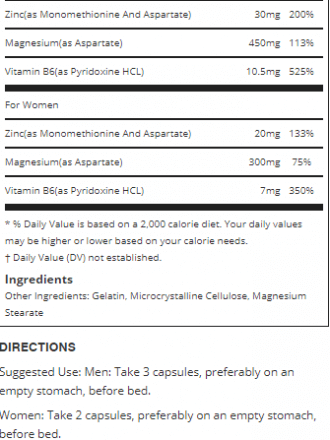 Zinc(as Monomethionine And Aspartate) 30mg 200%
Magnesium(as Aspartate) 450mg 113%
Vitamin B6(as Pyridoxine HCL) 10.5mg 525%
For Women
Zinc(as Monomethionine And Aspartate) 20mg 133%
Magnesium(as Aspartate) 300mg 75%
Vitamin B6(as Pyridoxine HCL) 7mg 350%
* % Daily Value is based on a 2,000 calorie diet. Your daily values
may be higher or lower based on your calorie needs.
† Daily Value (DV) not established.
Ingredients
Other Ingredients: Gelatin, Microcrystalline Cellulose, Magnesium
Stearate
DIRECTIONS
Suggested Use: Men: Take 3 capsules, preferably on an
empty stomach, before bed.
Women: Take 2 capsules, preferably on an empty stomach,
before bed.